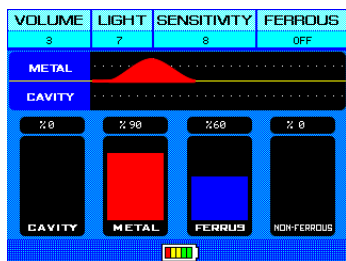 VOLUME LIGHT SENSITIVITY FERROUS
3 7 8 OFF
METAL
CAVITY
%0 %90 %60 % 0
CAVITY METAL FERRUS NON-FERROUS